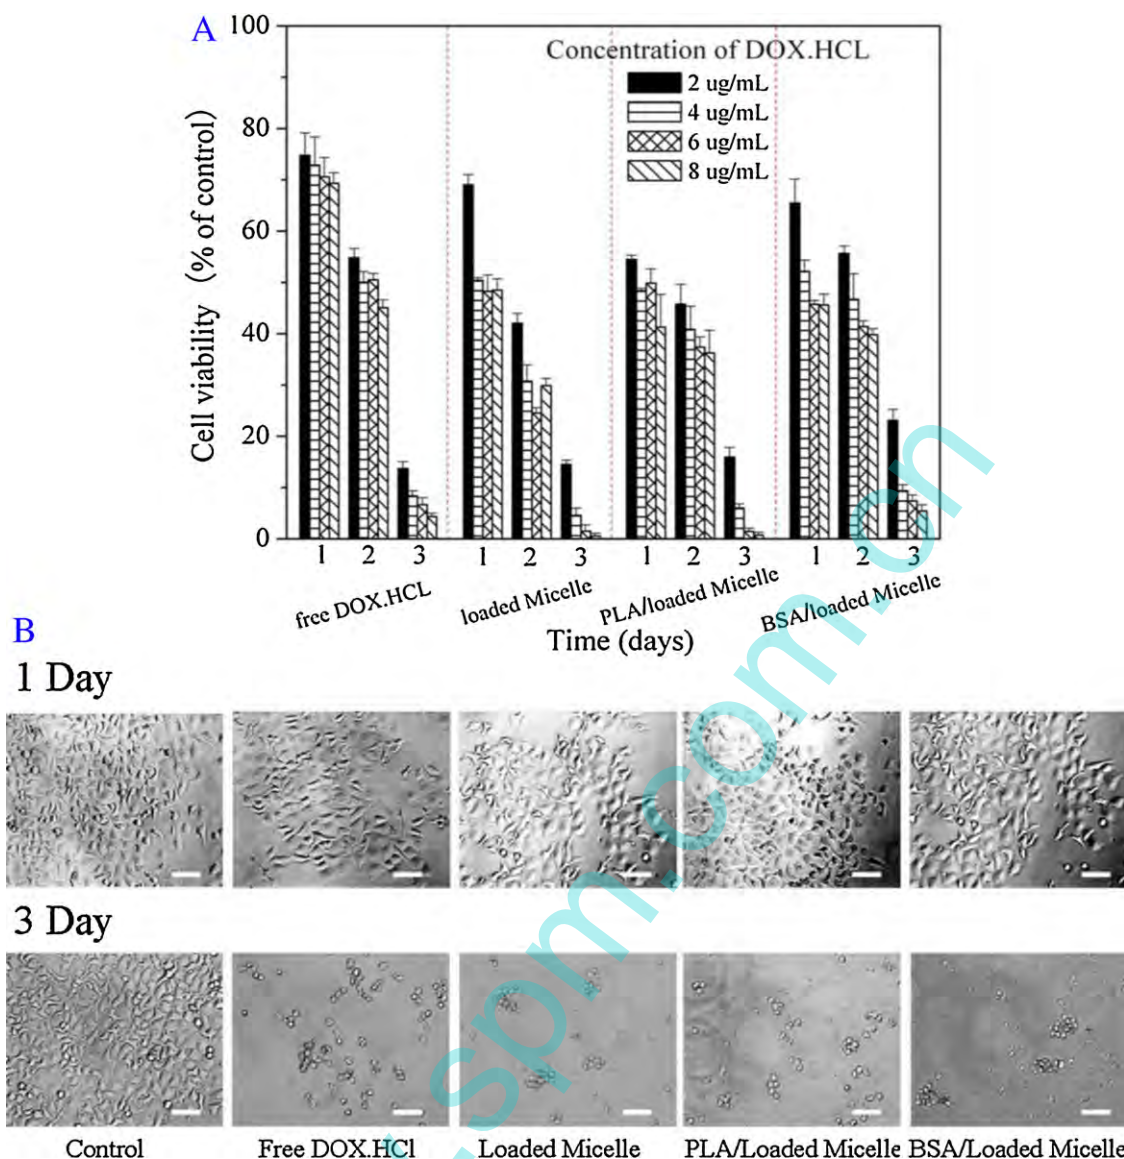 A
100
80
60
40
20
0
Cell viability (% of control)
Concentration of DOX.HCL
2 ug/mL
4 ug/mL
6 ug/mL
8 ug/mL
1 2 3 1 2 3 1 2 3 1 2 3
free DOX.HCL loaded Micelle PLA/loaded Micelle BSA/loaded Micelle
Time (days)
B
1 Day
3 Day
Control Free DOX.HCl Loaded Micelle PLA/Loaded Micelle BSA/Loaded Micelle
.spm.com.cn